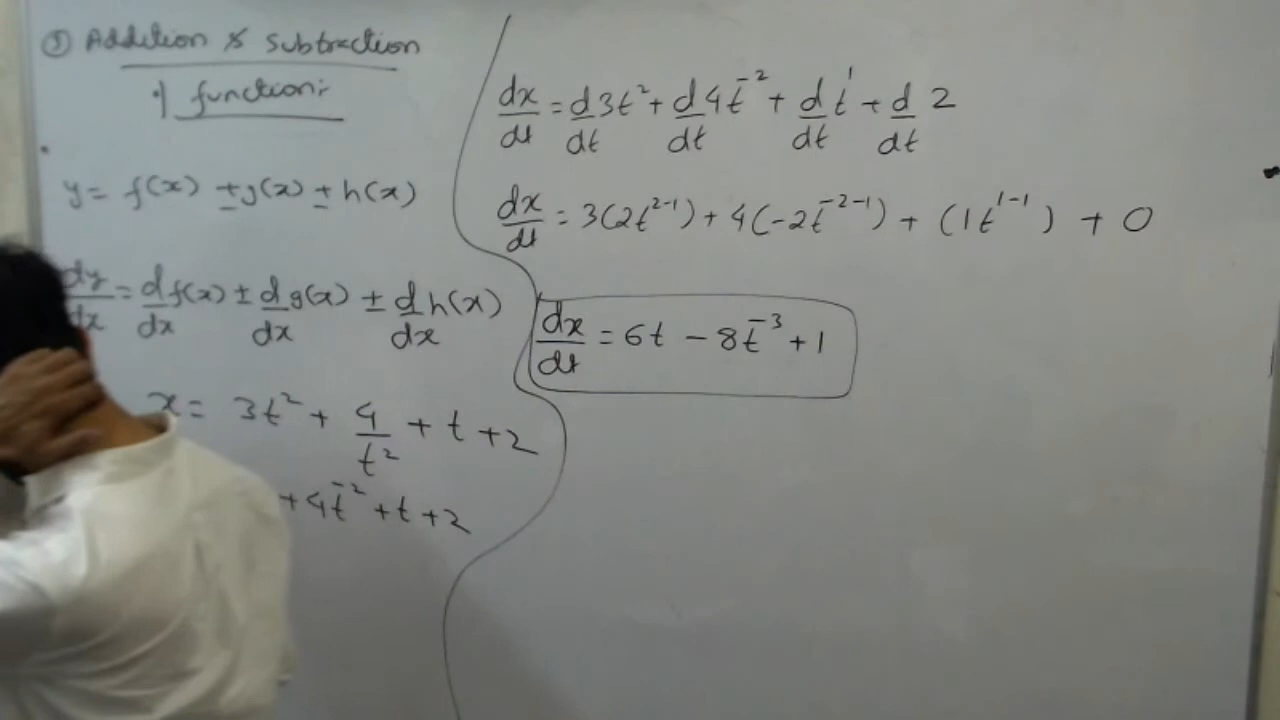 ③ Addition & Subtraction
of function:-
y = f(x) ± g(x) ± h(x)
dy/dx = d/dx f(x) ± d/dx g(x) ± d/dx h(x)
x = 3t² + 4/t² + t + 2
+ 4t⁻² + t + 2
dx/dt = d/dt 3t² + d/dt 4t⁻² + d/dt t¹ + d/dt 2
dx/dt = 3(2t²⁻¹) + 4(-2t⁻²⁻¹) + (1t¹⁻¹) + 0
dx/dt = 6t - 8t⁻³ + 1